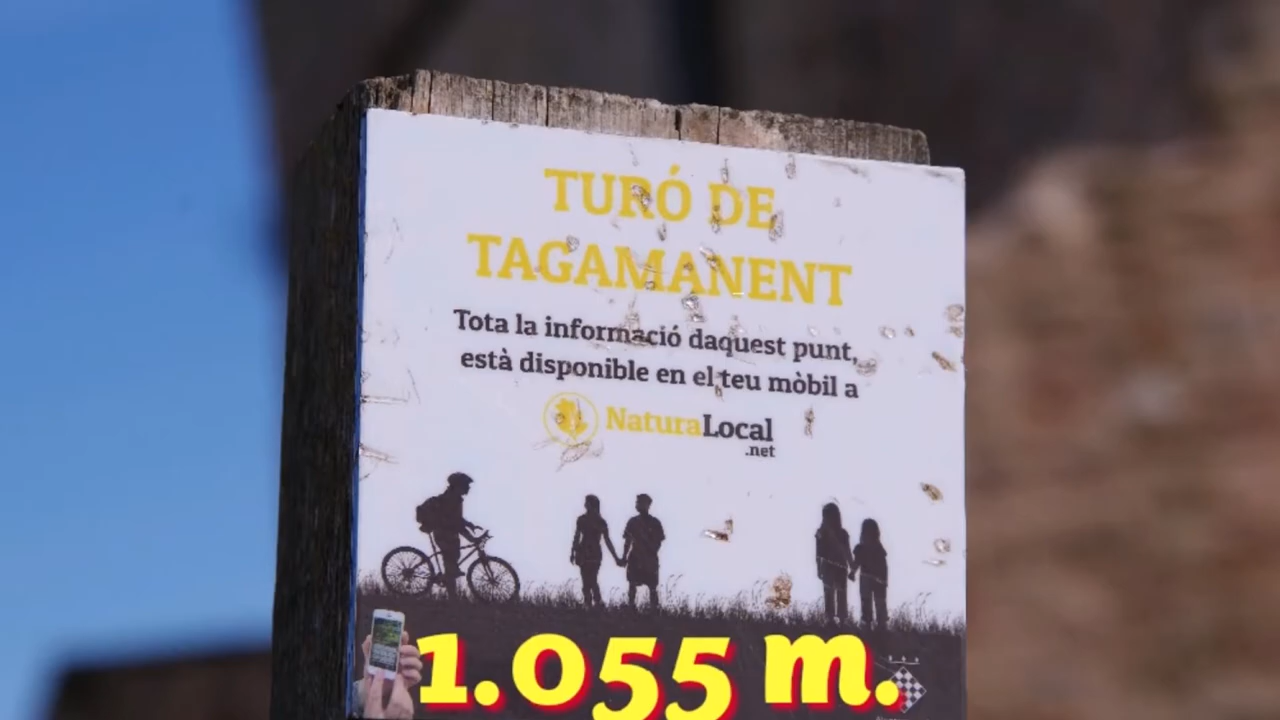 TURÓ DE
TAGAMANENT
Tota la informació daquest punt,
està disponible en el teu mòbil a
NaturaLocal
.net
1.055 m.